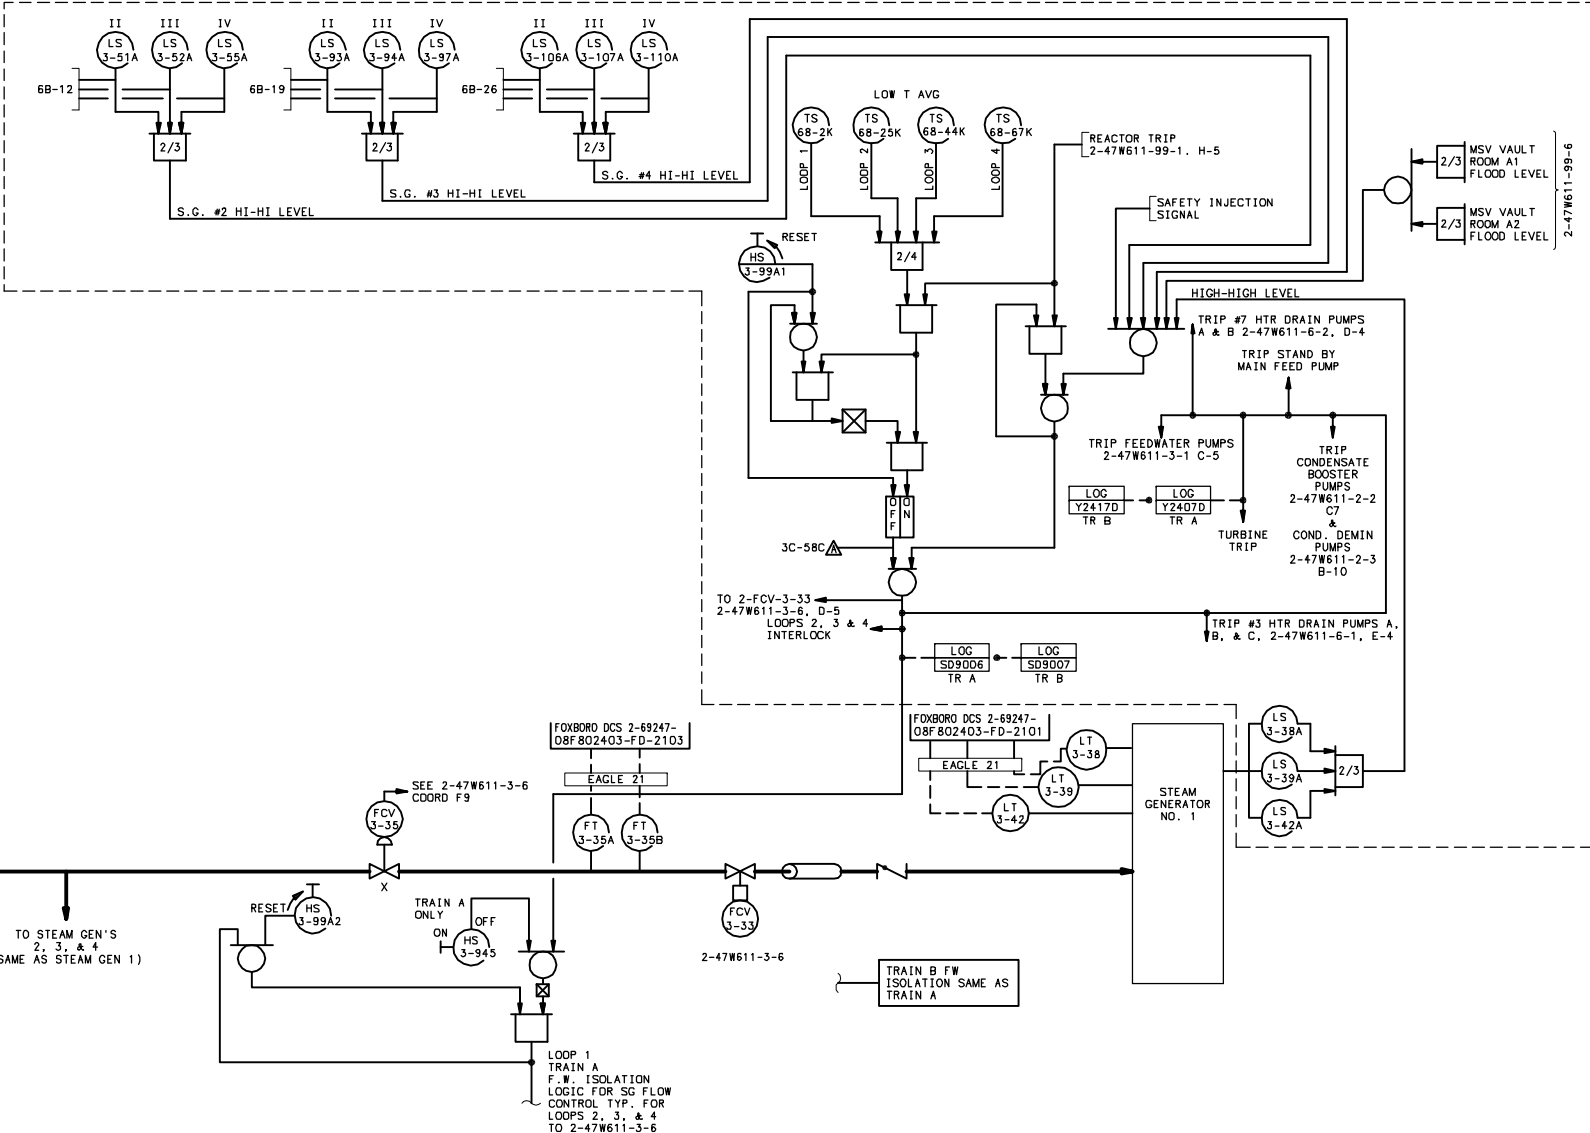 II III IV
LS 3-51A
LS 3-52A
LS 3-55A
6B-12
2/3
S.G. #2 HI-HI LEVEL
II III IV
LS 3-93A
LS 3-94A
LS 3-97A
6B-19
2/3
S.G. #3 HI-HI LEVEL
II III IV
LS 3-106A
LS 3-107A
LS 3-110A
6B-26
2/3
S.G. #4 HI-HI LEVEL
LOW T AVG
TS 68-2K
TS 68-25K
TS 68-44K
TS 68-67K
LOOP 1
LOOP 2
LOOP 3
LOOP 4
2/4
REACTOR TRIP
2-47W611-99-1. H-5
SAFETY INJECTION
SIGNAL
2/3
MSV VAULT
ROOM A1
FLOOD LEVEL
2/3
MSV VAULT
ROOM A2
FLOOD LEVEL
2-47W611-99-6
RESET
HS 3-99A1
HIGH-HIGH LEVEL
TRIP #7 HTR DRAIN PUMPS
A & B 2-47W611-6-2, D-4
TRIP STAND BY
MAIN FEED PUMP
TRIP FEEDWATER PUMPS
2-47W611-3-1 C-5
LOG
Y2417D
TR B
LOG
Y2407D
TR A
TURBINE
TRIP
TRIP
CONDENSATE
BOOSTER
PUMPS
2-47W611-2-2
C7
&
COND. DEMIN
PUMPS
2-47W611-2-3
B-10
OFF
ON
3C-58C
A
TO 2-FCV-3-33
2-47W611-3-6, D-5
LOOPS 2, 3 & 4
INTERLOCK
TRIP #3 HTR DRAIN PUMPS A,
B, & C, 2-47W611-6-1, E-4
LOG
SD9006
TR A
LOG
SD9007
TR B
FOXBORO DCS 2-69247-
08F802403-FD-2103
EAGLE 21
FT 3-35A
FT 3-35B
FOXBORO DCS 2-69247-
08F802403-FD-2101
EAGLE 21
LT 3-38
LT 3-39
LT 3-42
STEAM
GENERATOR
NO. 1
LS 3-38A
LS 3-39A
LS 3-42A
2/3
SEE 2-47W611-3-6
COORD F9
FCV 3-35
X
FCV 3-33
2-47W611-3-6
TO STEAM GEN'S
2, 3, & 4
SAME AS STEAM GEN 1)
RESET
HS 3-99A2
TRAIN A
ONLY
OFF
ON
HS 3-945
TRAIN B FW
ISOLATION SAME AS
TRAIN A
LOOP 1
TRAIN A
F.W. ISOLATION
LOGIC FOR SG FLOW
CONTROL TYP. FOR
LOOPS 2, 3, & 4
TO 2-47W611-3-6